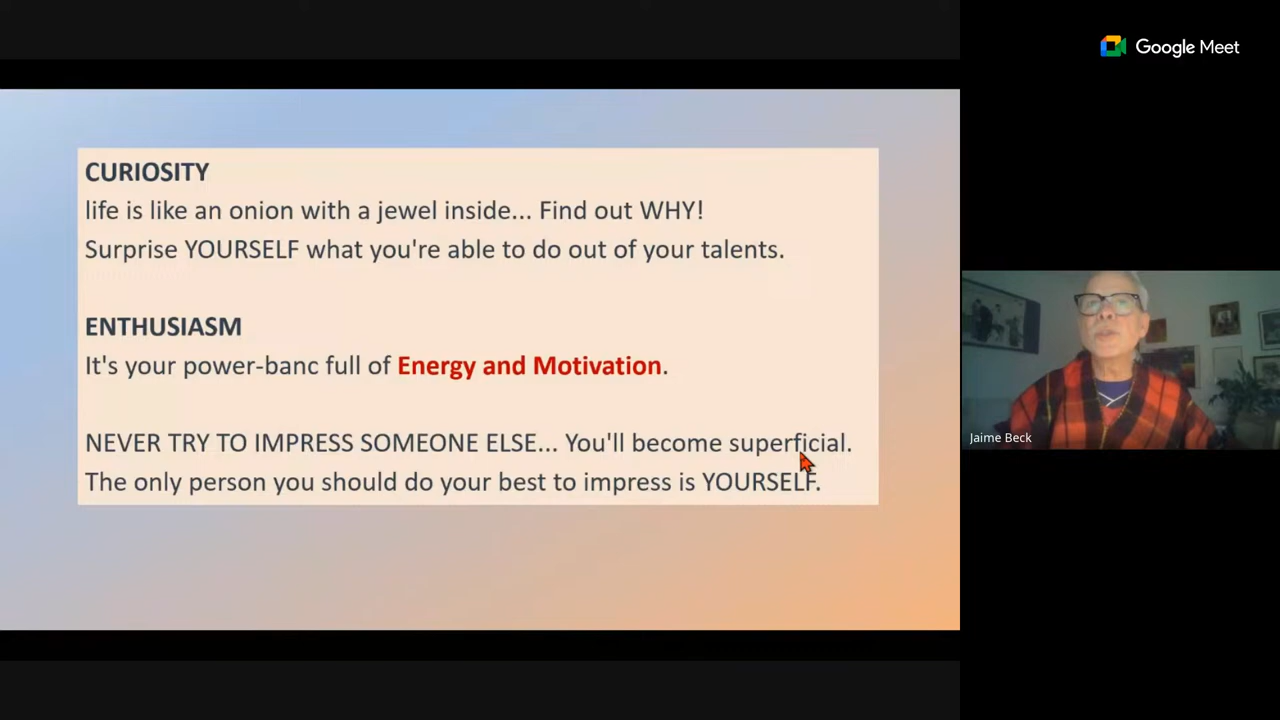 Google Meet
CURIOSITY
life is like an onion with a jewel inside... Find out WHY!
Surprise YOURSELF what you're able to do out of your talents.
ENTHUSIASM
It's your power-banc full of Energy and Motivation.
NEVER TRY TO IMPRESS SOMEONE ELSE... You'll become superficial.
The only person you should do your best to impress is YOURSELF.
Jaime Beck